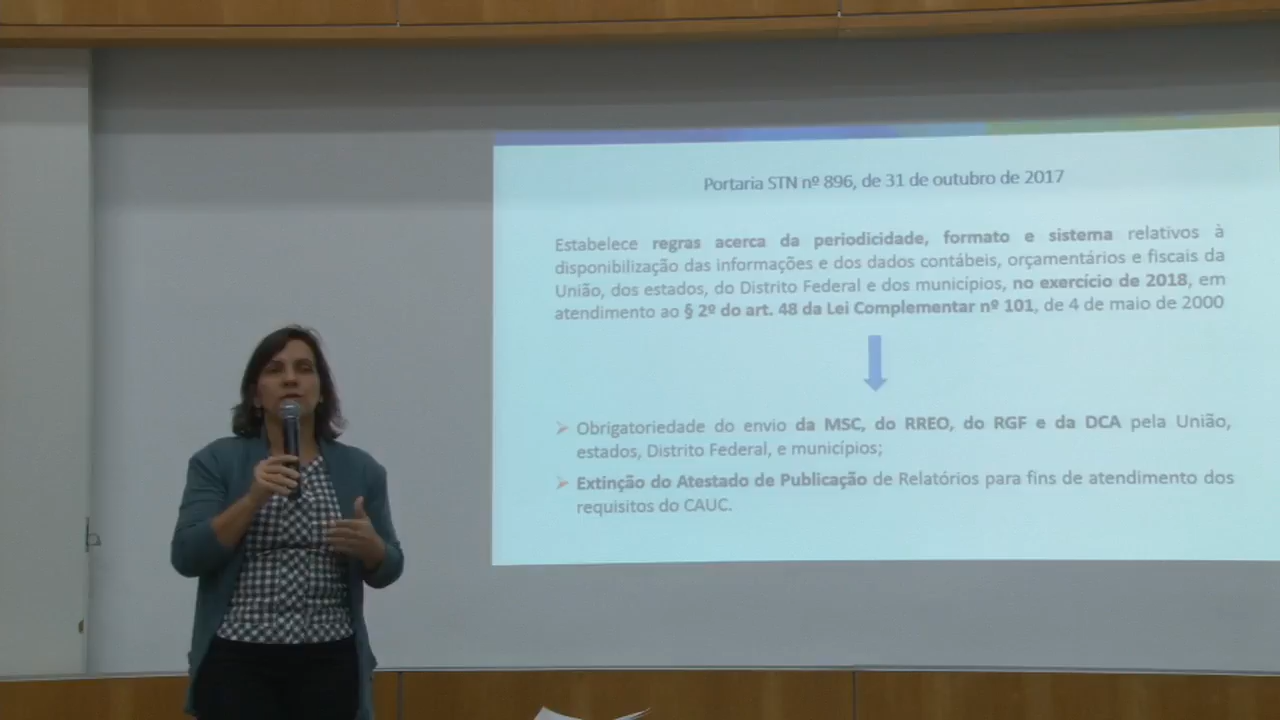 Portaria STN nº 896, de 31 de outubro de 2017
Estabelece regras acerca da periodicidade, formato e sistema relativos à
disponibilização das informações e dos dados contábeis, orçamentários e fiscais da
União, dos estados, do Distrito Federal e dos municípios, no exercício de 2018, em
atendimento ao § 2º do art. 48 da Lei Complementar nº 101, de 4 de maio de 2000
➢ Obrigatoriedade do envio da MSC, do RREO, do RGF e da DCA pela União,
estados, Distrito Federal, e municípios;
➢ Extinção do Atestado de Publicação de Relatórios para fins de atendimento dos
requisitos do CAUC.